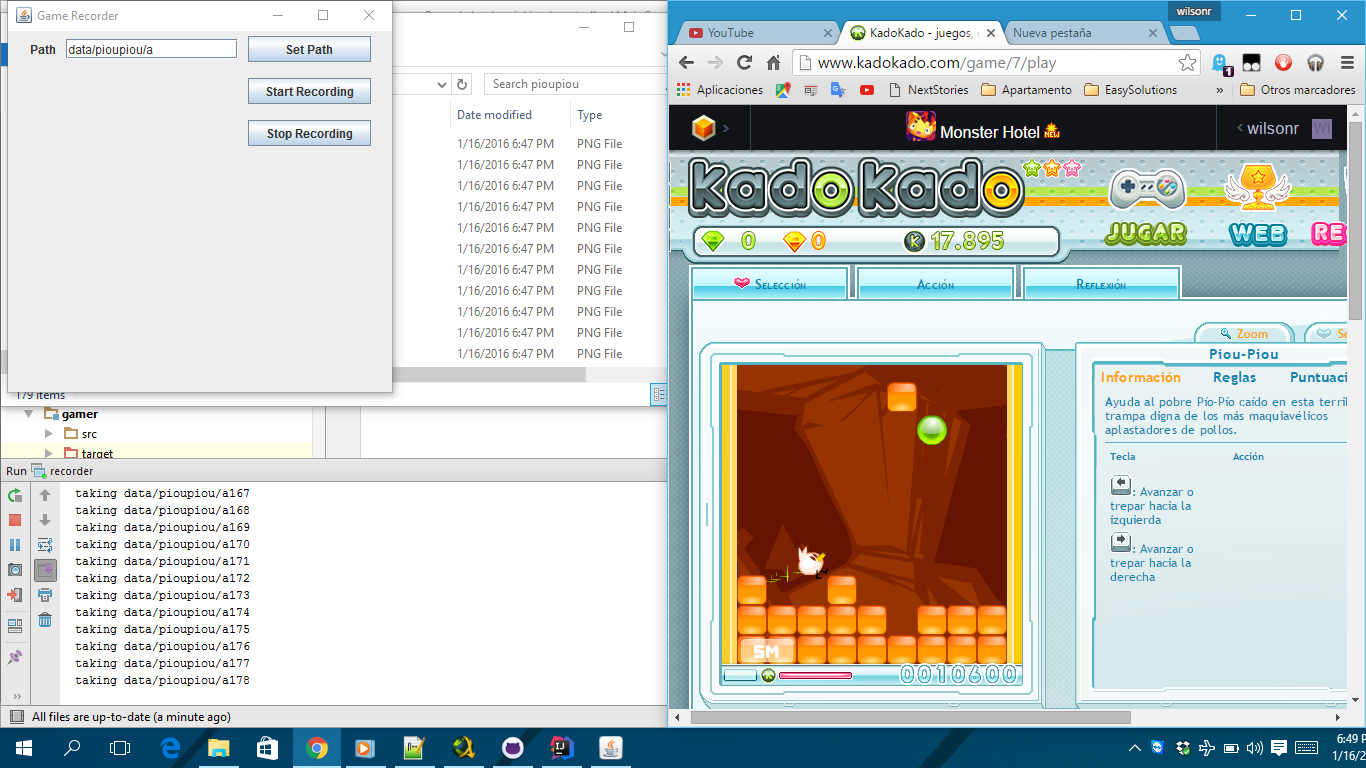 Game Recorder
Path
data/pioupiou/a
Set Path
Start Recording
Stop Recording
Search pioupiou
Date modified
Type
1/16/2016 6:47 PM PNG File
1/16/2016 6:47 PM PNG File
1/16/2016 6:47 PM PNG File
1/16/2016 6:47 PM PNG File
1/16/2016 6:47 PM PNG File
1/16/2016 6:47 PM PNG File
1/16/2016 6:47 PM PNG File
1/16/2016 6:47 PM PNG File
1/16/2016 6:47 PM PNG File
1/16/2016 6:47 PM PNG File
1/16/2016 6:47 PM PNG File
179 items
gamer
src
target
Run recorder
taking data/pioupiou/a167
taking data/pioupiou/a168
taking data/pioupiou/a169
taking data/pioupiou/a170
taking data/pioupiou/a171
taking data/pioupiou/a172
taking data/pioupiou/a173
taking data/pioupiou/a174
taking data/pioupiou/a175
taking data/pioupiou/a176
taking data/pioupiou/a177
taking data/pioupiou/a178
All files are up-to-date (a minute ago)
wilsonr
YouTube
KadoKado - juegos,
Nueva pestaña
www.kadokado.com/game/7/play
1
Aplicaciones
NextStories
Apartamento
EasySolutions
»
Otros marcadores
Monster Hotel NEW
wilsonr
WI
KadoKado
JUGAR
WEB
RE
0
0
K 17.895
Selección
Acción
Reflexión
Zoom
Se
Piou-Piou
Información
Reglas
Puntuaci
Ayuda al pobre Pío-Pío caído en esta terril
trampa digna de los más maquiavélicos
aplastadores de pollos.
Tecla
Acción
: Avanzar o
trepar hacia la
izquierda
: Avanzar o
trepar hacia la
derecha
5M
0010600
6:49 P
1/16/2